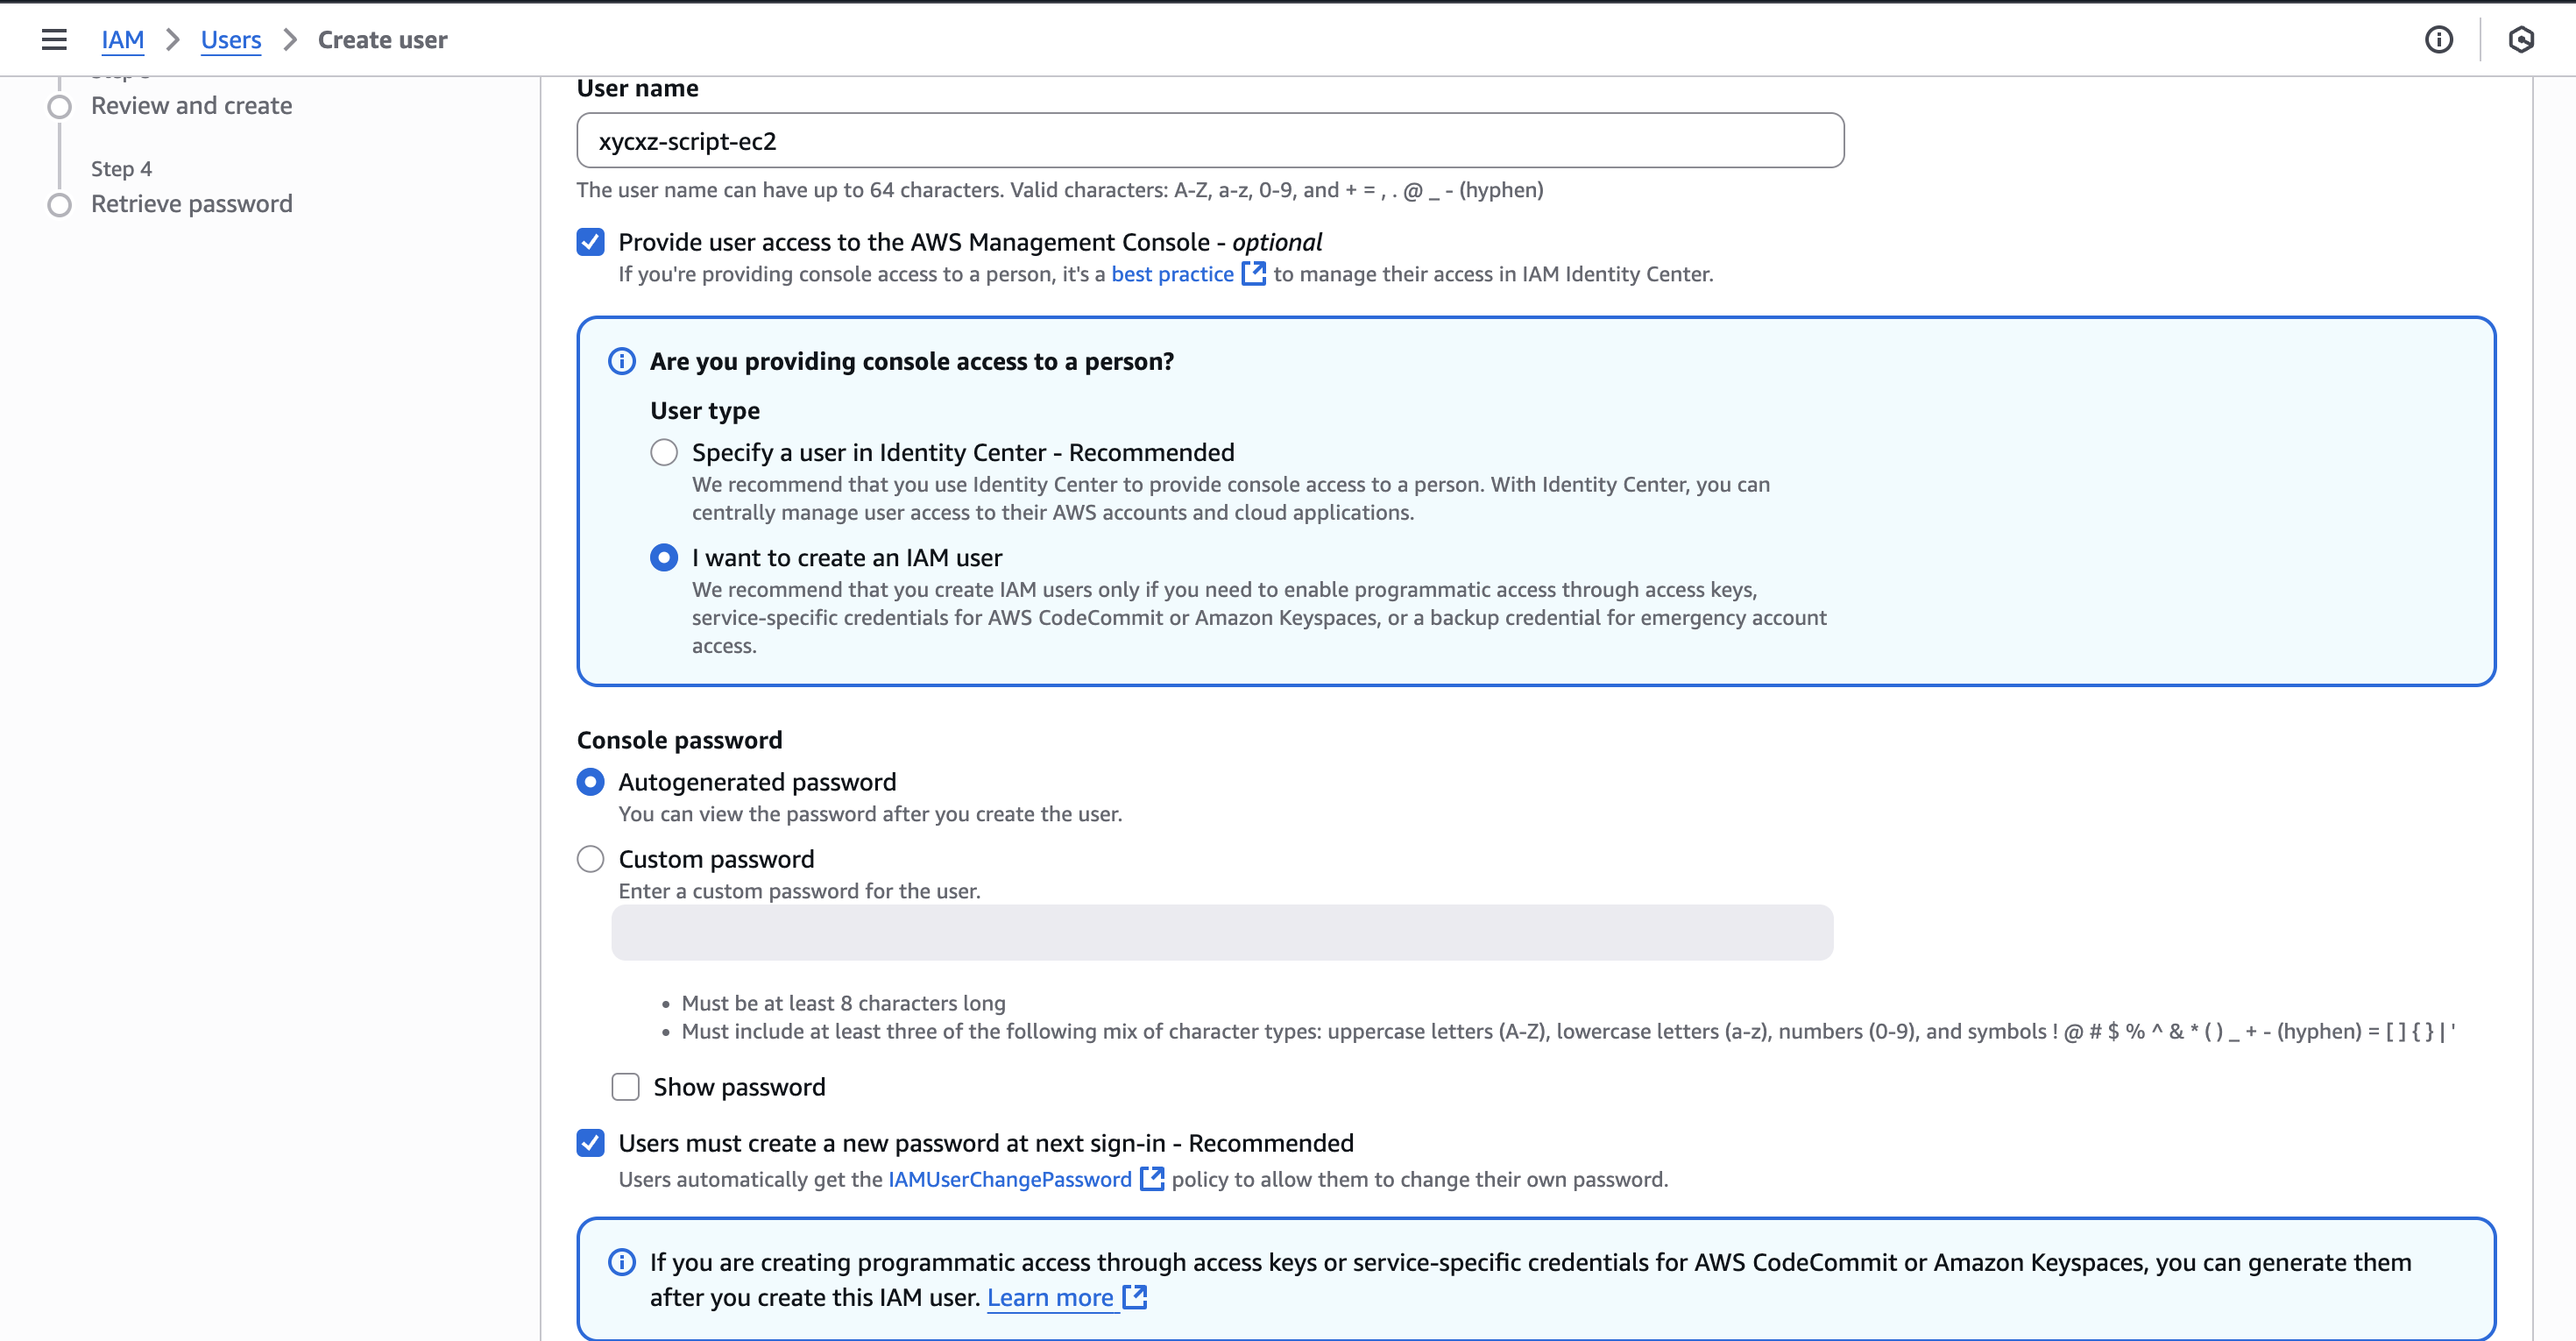 IAM > Users > Create user
Review and create
Step 4
Retrieve password
User name
xycxz-script-ec2
The user name can have up to 64 characters. Valid characters: A-Z, a-z, 0-9, and + = , . @ _ - (hyphen)
Provide user access to the AWS Management Console - optional
If you're providing console access to a person, it's a best practice to manage their access in IAM Identity Center.
Are you providing console access to a person?
User type
Specify a user in Identity Center - Recommended
We recommend that you use Identity Center to provide console access to a person. With Identity Center, you can
centrally manage user access to their AWS accounts and cloud applications.
I want to create an IAM user
We recommend that you create IAM users only if you need to enable programmatic access through access keys,
service-specific credentials for AWS CodeCommit or Amazon Keyspaces, or a backup credential for emergency account
access.
Console password
Autogenerated password
You can view the password after you create the user.
Custom password
Enter a custom password for the user.
• Must be at least 8 characters long
• Must include at least three of the following mix of character types: uppercase letters (A-Z), lowercase letters (a-z), numbers (0-9), and symbols ! @ # $ % ^ & * ( ) _ + - (hyphen) = [ ] { } | '
Show password
Users must create a new password at next sign-in - Recommended
Users automatically get the IAMUserChangePassword policy to allow them to change their own password.
If you are creating programmatic access through access keys or service-specific credentials for AWS CodeCommit or Amazon Keyspaces, you can generate them
after you create this IAM user. Learn more